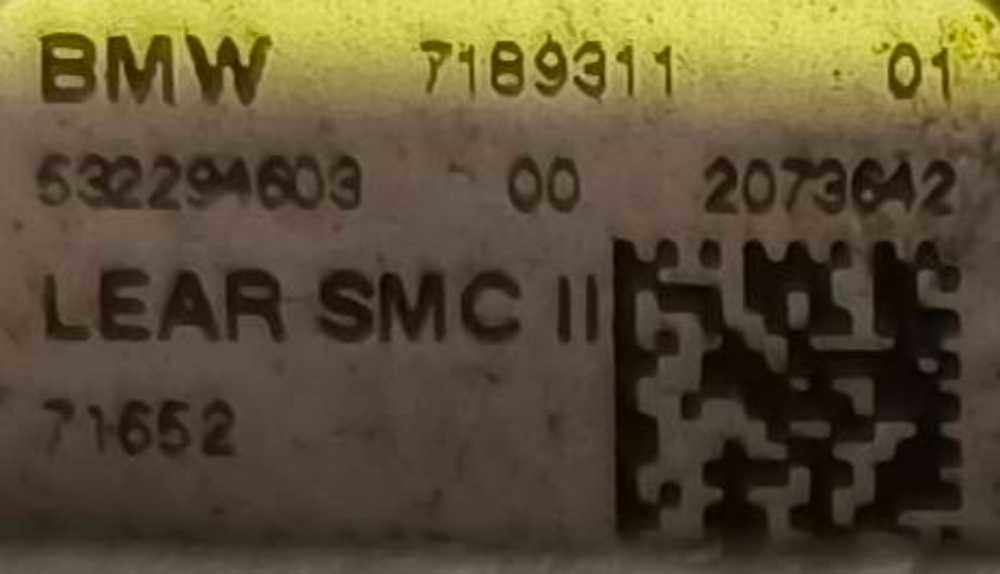 BMW 7189311 01
532294603 00 2073642
LEAR SMC II
71652